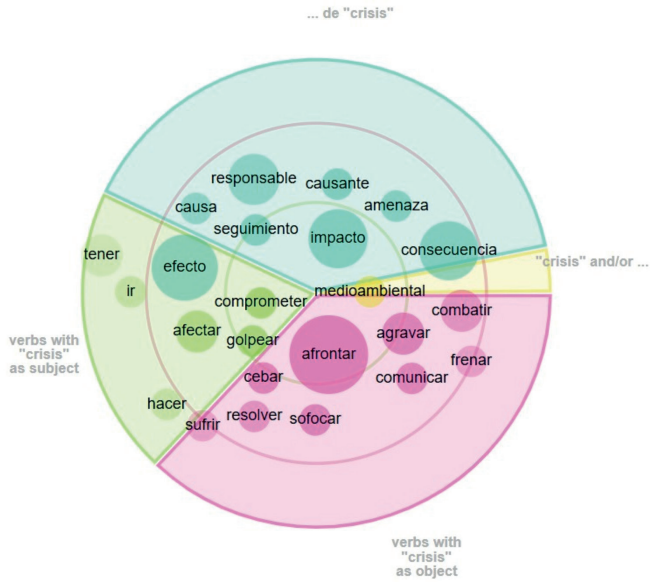 ... de "crisis"
responsable
causante
causa
amenaza
seguimiento
impacto
consecuencia
tener
efecto
"crisis" and/or ...
ir
comprometer
medioambiental
combatir
afectar
golpear
agravar
verbs with
"crisis"
as subject
afrontar
frenar
cebar
comunicar
hacer
sufrir
resolver
sofocar
verbs with
"crisis"
as object